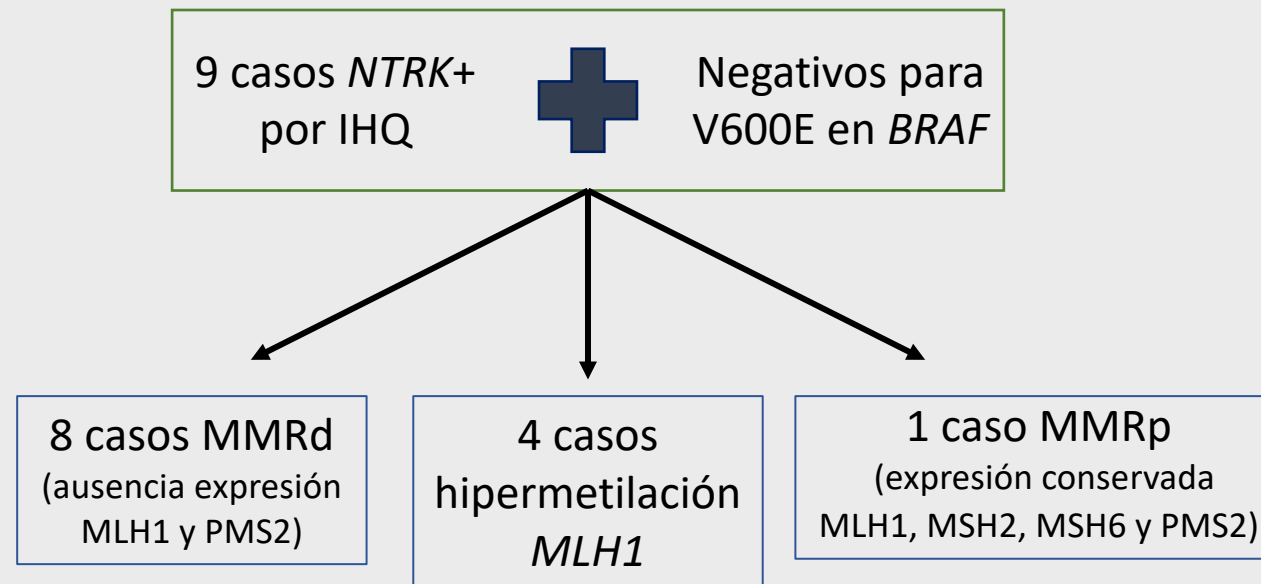 9 casos NTRK+
por IHQ
Negativos para
V600E en BRAF
8 casos MMRd
(ausencia expresión
MLH1 y PMS2)
4 casos
hipermetilación
MLH1
1 caso MMRp
(expresión conservada
MLH1, MSH2, MSH6 y PMS2)